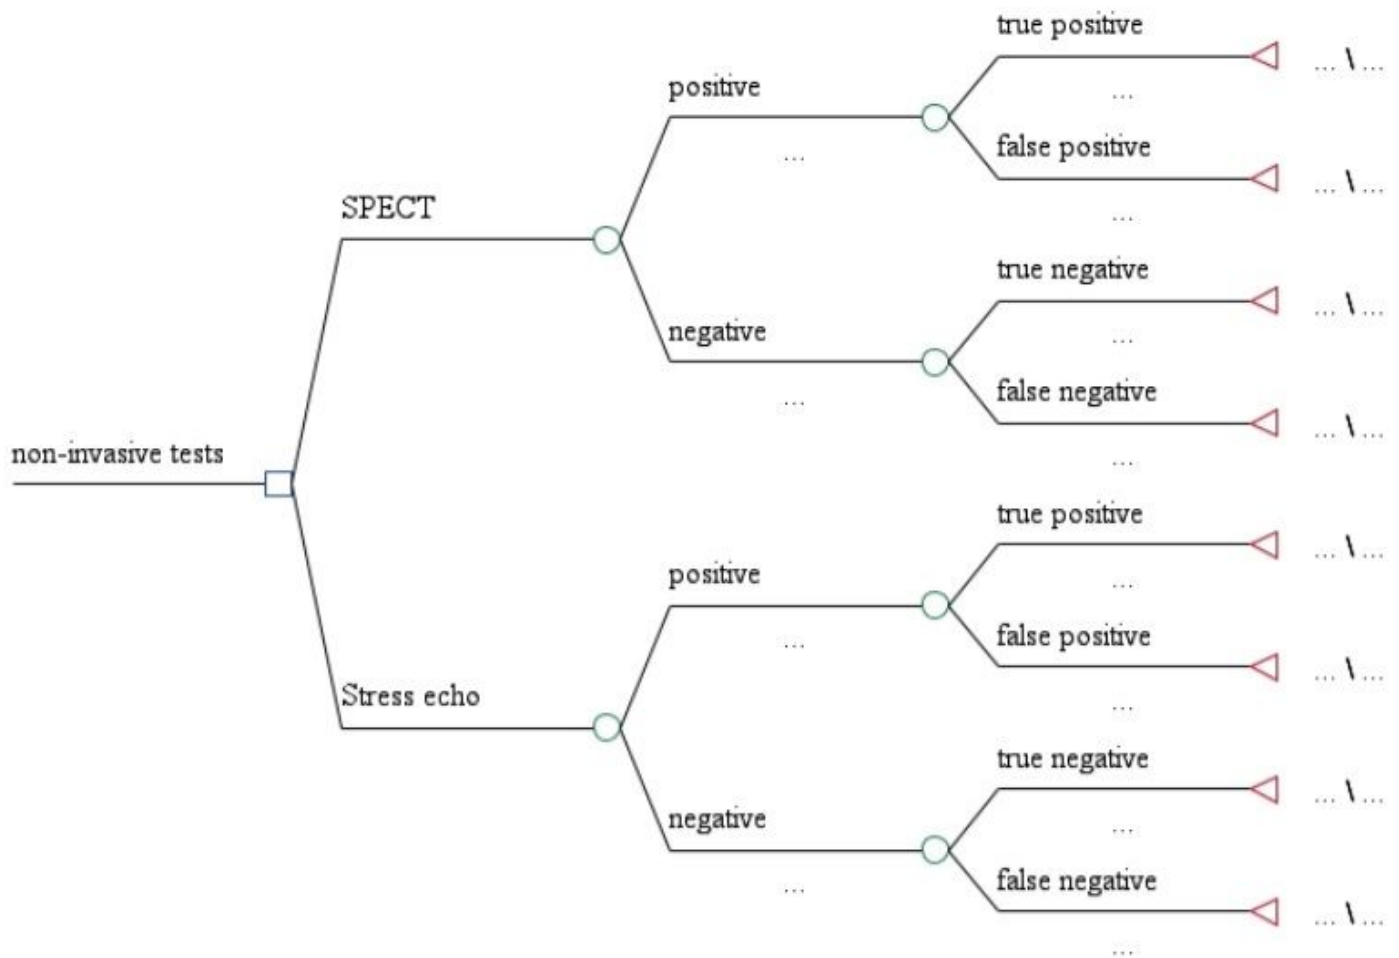 true positive
... \ ...
...
positive
...
false positive
... \ ...
...
SPECT
true negative
... \ ...
...
negative
...
false negative
... \ ...
...
non-invasive tests
true positive
... \ ...
...
positive
...
false positive
... \ ...
...
Stress echo
true negative
... \ ...
...
negative
...
false negative
... \ ...
...